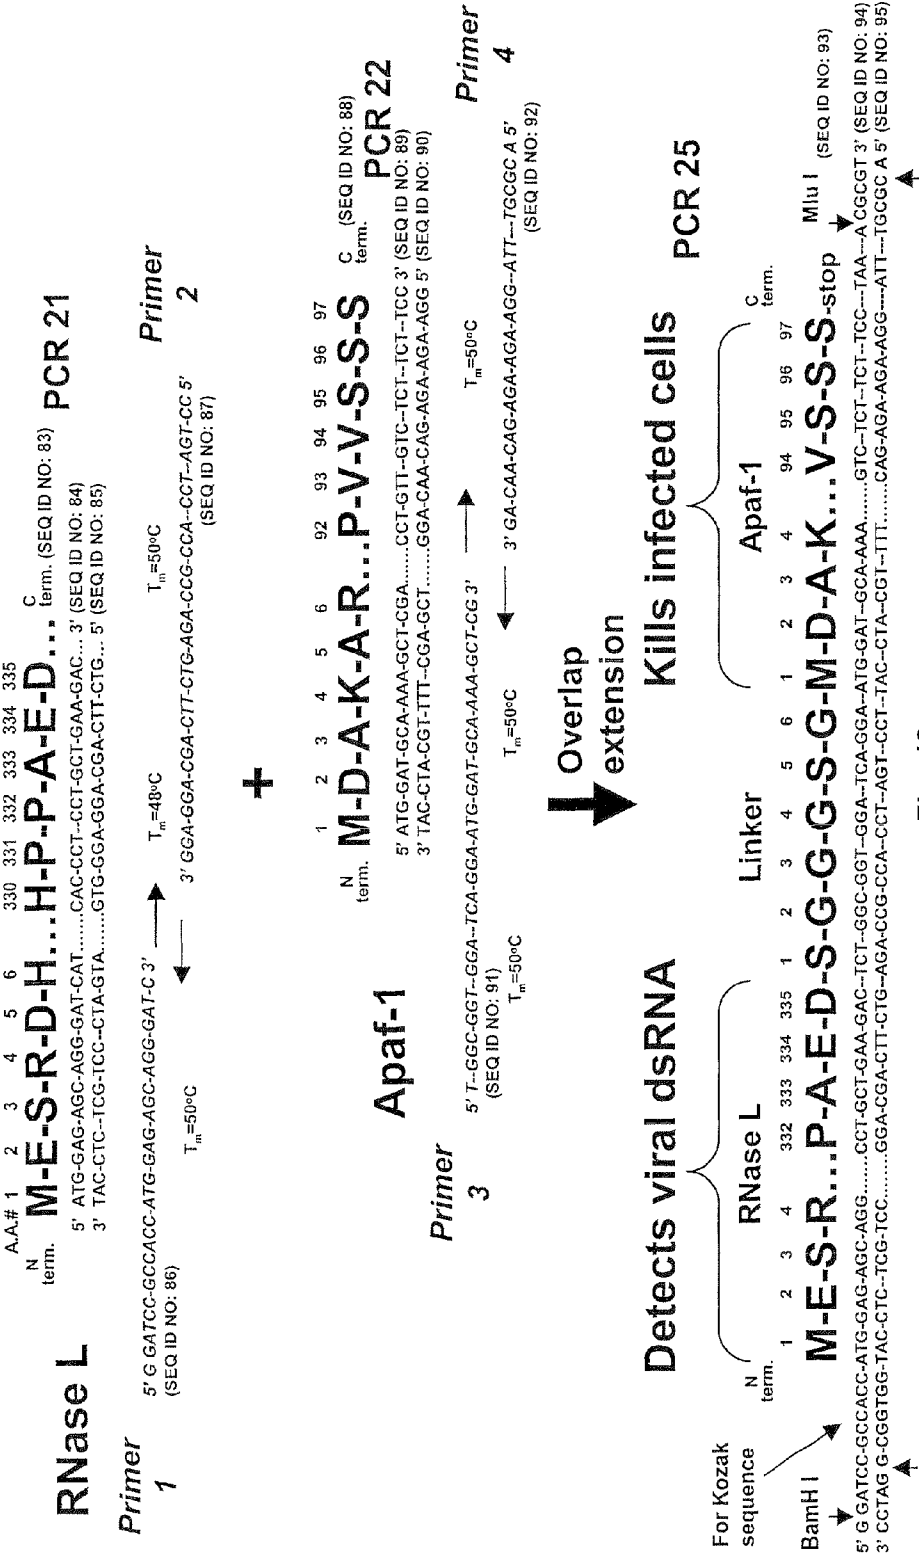 A.A.# 1 2 3 4 5 6 330 331 332 333 334 335
RNase L
N term. M-E-S-R-D-H...H-P-P-A-E-D... C term. (SEQ ID NO: 83)
PCR 21
5' ATG-GAG-AGC-AGG-GAT-CAT.......CAC-CCT--CCT-GCT-GAA-GAC... 3' (SEQ ID NO: 84)
3' TAC-CTC--TCG-TCC--CTA-GTA.......GTG-GGA-GGA-CGA-CTT-CTG... 5' (SEQ ID NO: 85)
Primer 1
5' G GATCC-GCCACC-ATG-GAG-AGC-AGG-GAT-C 3'
(SEQ ID NO: 86)
Tm=50°C
Tm=48°C
Tm=50°C
Primer 2
3' GGA-GGA-CGA-CTT-CTG-AGA-CCG-CCA--CCT--AGT-CC 5'
(SEQ ID NO: 87)
+
Apaf-1
1 2 3 4 5 6 92 93 94 95 96 97
N term. M-D-A-K-A-R...P-V-V-S-S-S C term. (SEQ ID NO: 88)
PCR 22
5' ATG-GAT-GCA-AAA-GCT-CGA.......CCT-GTT--GTC--TCT--TCT--TCC 3' (SEQ ID NO: 89)
3' TAC-CTA-CGT-TTT--CGA-GCT.......GGA-CAA-CAG-AGA-AGA-AGG 5' (SEQ ID NO: 90)
Primer 3
5' T--GGC-GGT--GGA--TCA-GGA-ATG-GAT-GCA-AAA-GCT-CG 3'
(SEQ ID NO: 91)
Tm=50°C
Tm=50°C
Tm=50°C
Primer 4
3' GA-CAA-CAG-AGA-AGA-AGG--ATT---TGCGC A 5'
(SEQ ID NO: 92)
Overlap extension
Detects viral dsRNA
Kills infected cells
PCR 25
RNase L
Linker
Apaf-1
For Kozak sequence
N term.
C term.
1 2 3 4 332 333 334 335 1 2 3 4 5 6 1 2 3 4 94 95 96 97
BamH I
M-E-S-R...P-A-E-D-S-G-G-G-S-G-M-D-A-K...V-S-S-S-stop
Mlu I (SEQ ID NO: 93)
5' G GATCC-GCCACC-ATG-GAG-AGC-AGG.......CCT-GCT-GAA-GAC--TCT--GGC-GGT--GGA--TCA-GGA--ATG-GAT--GCA-AAA.......GTC--TCT--TCT--TCC---TAA---A CGCGT 3' (SEQ ID NO: 94)
3' CCTAG G-CGGTGG-TAC-CTC--TCG-TCC.......GGA-CGA-CTT-CTG--AGA-CCG-CCA--CCT--AGT-CCT--TAC--CTA-CGT--TTT.......CAG-AGA-AGA-AGG----ATT---TGCGC A 5' (SEQ ID NO: 95)